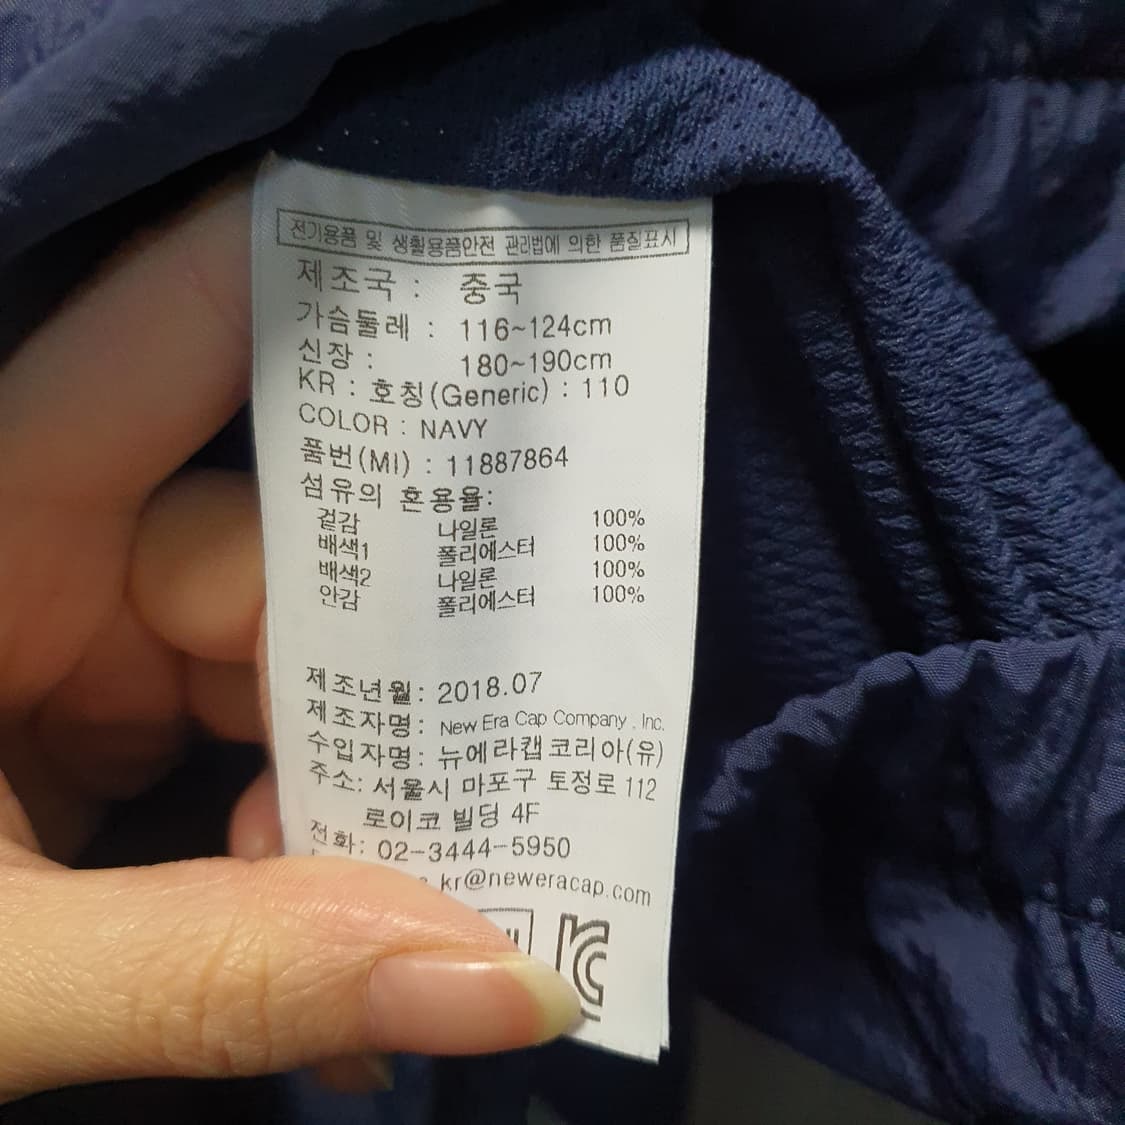 전기용품 및 생활용품안전 관리법에 의한 품질표시
제조국 : 중국
가슴둘레 : 116~124cm
신장 : 180~190cm
KR : 호칭(Generic) : 110
COLOR : NAVY
품번(MI) : 11887864
섬유의 혼용율:
겉감 나일론 100%
배색1 폴리에스터 100%
배색2 나일론 100%
안감 폴리에스터 100%
제조년월: 2018.07
제조자명: New Era Cap Company , Inc.
수입자명: 뉴에라캡코리아(유)
주소: 서울시 마포구 토정로 112
로이코 빌딩 4F
전화: 02-3444-5950
kr@neweracap.com